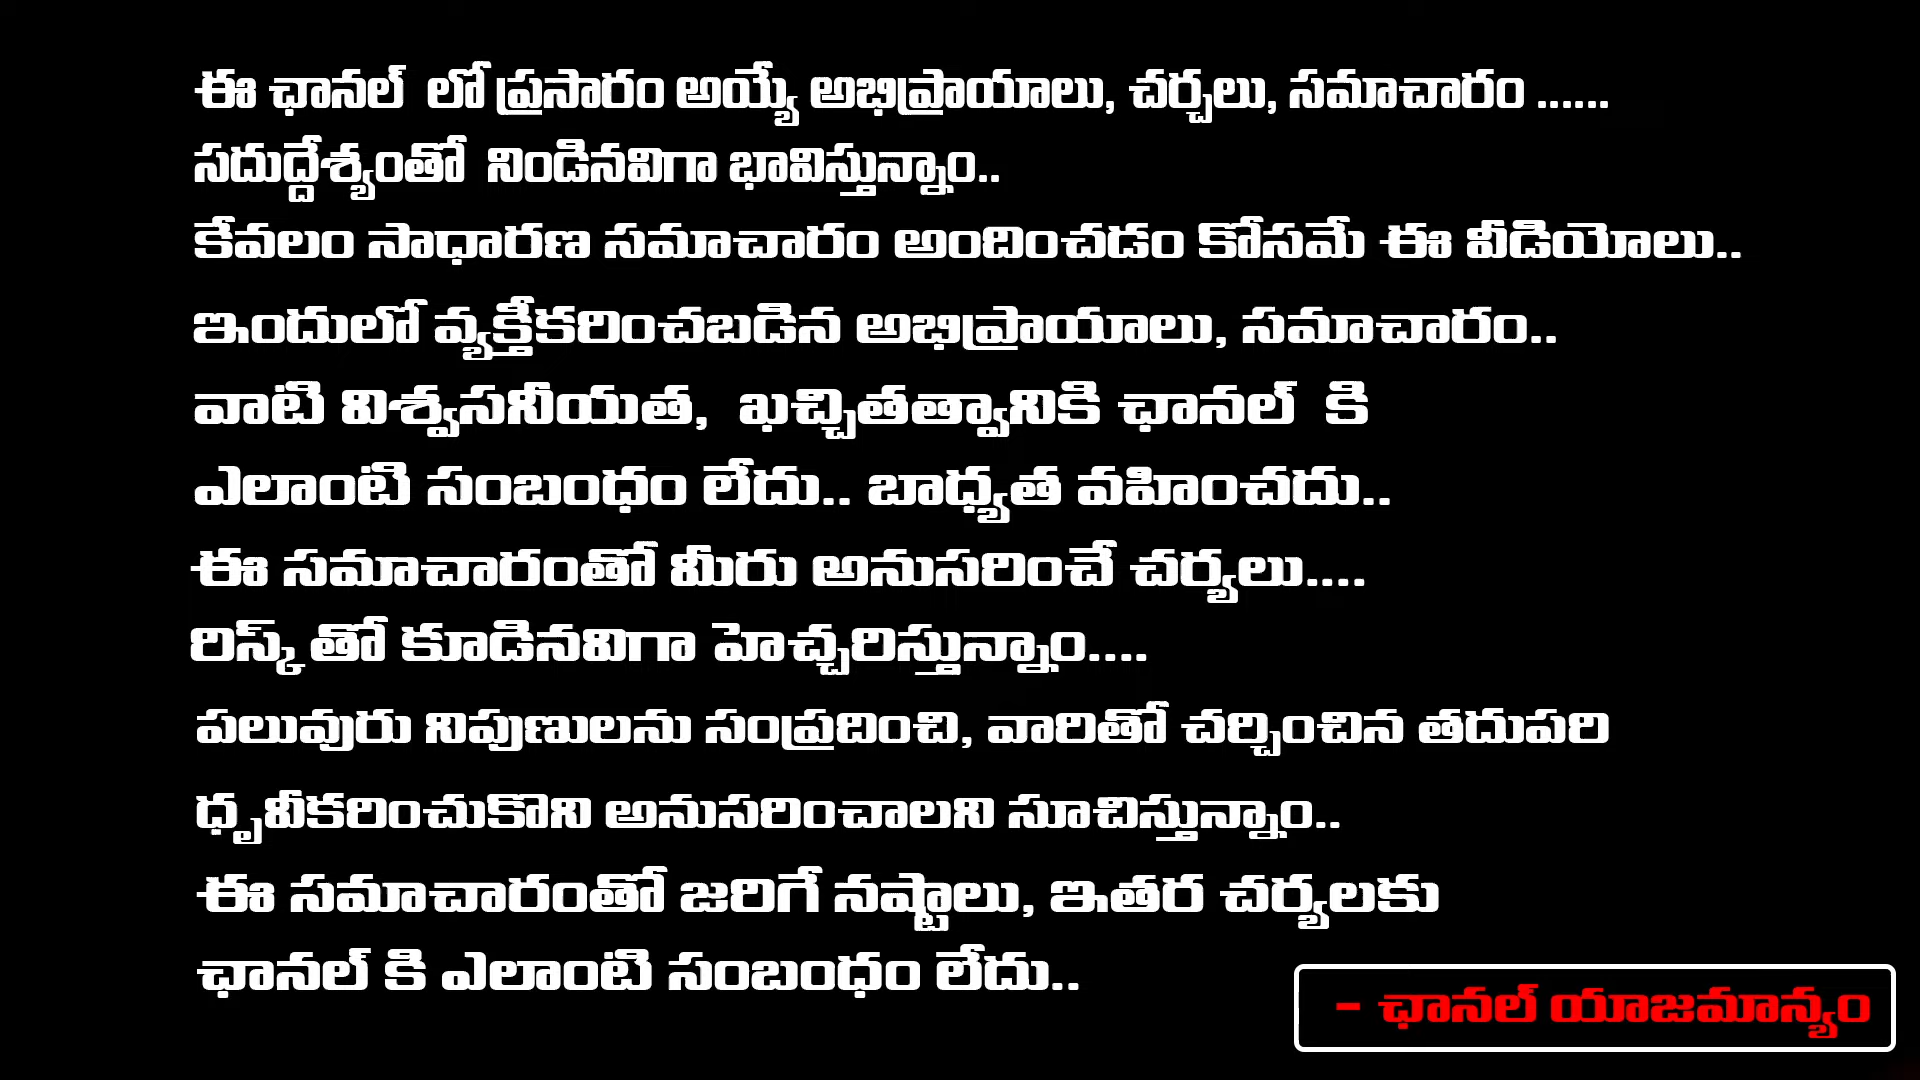 ఈ ఛానల్ లో ప్రసారం అయ్యే అభిప్రాయాలు, చర్చలు, సమాచారం ......
సదుద్దేశ్యంతో నిండినవిగా భావిస్తున్నాం..
కేవలం సాధారణ సమాచారం అందించడం కోసమే ఈ వీడియోలు..
ఇందులో వ్యక్తీకరించబడిన అభిప్రాయాలు, సమాచారం..
వాటి విశ్వసనీయత, ఖచ్చితత్వానికి ఛానల్ కి
ఎలాంటి సంబంధం లేదు.. బాధ్యత వహించదు..
ఈ సమాచారంతో మీరు అనుసరించే చర్యలు....
రిస్క్ తో కూడినవిగా హెచ్చరిస్తున్నాం....
పలువురు నిపుణులను సంప్రదించి, వారితో చర్చించిన తదుపరి
ధృవీకరించుకొని అనుసరించాలని సూచిస్తున్నాం..
ఈ సమాచారంతో జరిగే నష్టాలు, ఇతర చర్యలకు
ఛానల్ కి ఎలాంటి సంబంధం లేదు..
- ఛానల్ యాజమాన్యం